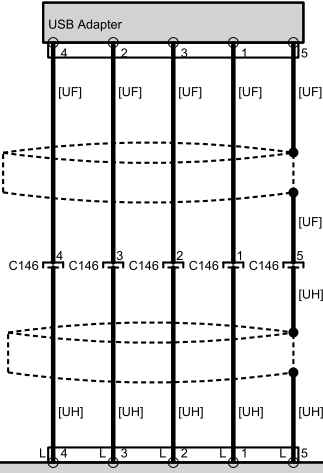 USB Adapter
4 2 3 1 5
[UF] [UF] [UF] [UF] [UF]
[UF]
4 3 2 1 5
C146 C146 C146 C146 C146
[UH]
[UH] [UH] [UH] [UH] [UH]
L 4 L 3 L 2 L 1 L 5